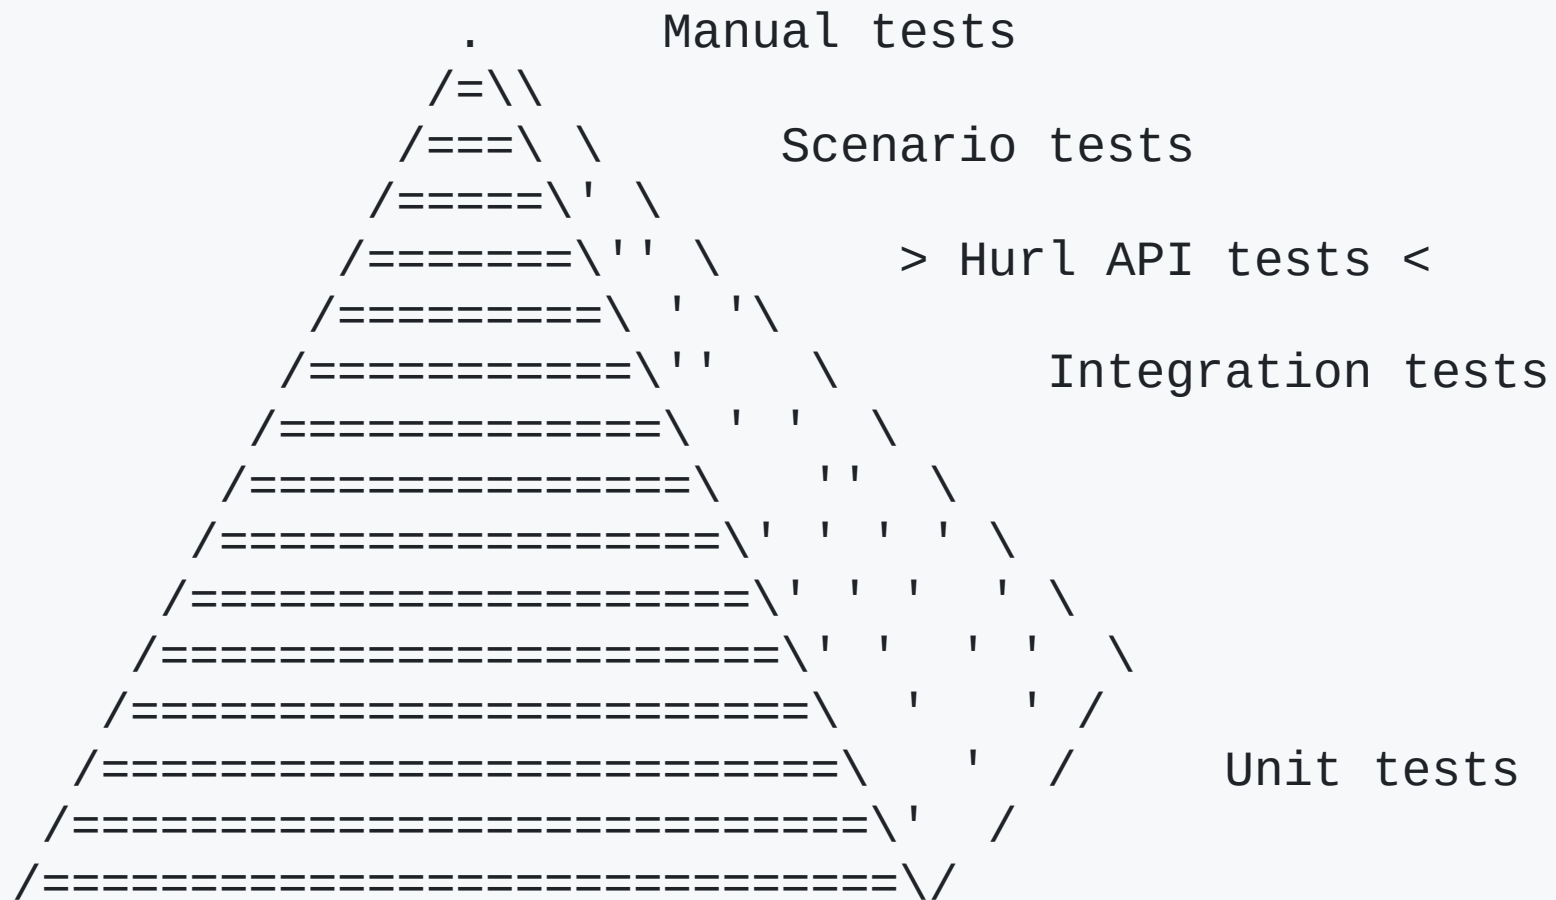 Manual tests
Scenario tests
> Hurl API tests <
Integration tests
Unit tests